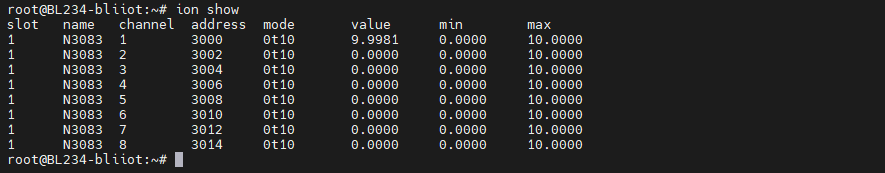 root@BL234-bliiot:~# ion show
slot name channel address mode value min max
1 N3083 1 3000 0t10 9.9981 0.0000 10.0000
1 N3083 2 3002 0t10 0.0000 0.0000 10.0000
1 N3083 3 3004 0t10 0.0000 0.0000 10.0000
1 N3083 4 3006 0t10 0.0000 0.0000 10.0000
1 N3083 5 3008 0t10 0.0000 0.0000 10.0000
1 N3083 6 3010 0t10 0.0000 0.0000 10.0000
1 N3083 7 3012 0t10 0.0000 0.0000 10.0000
1 N3083 8 3014 0t10 0.0000 0.0000 10.0000
root@BL234-bliiot:~#